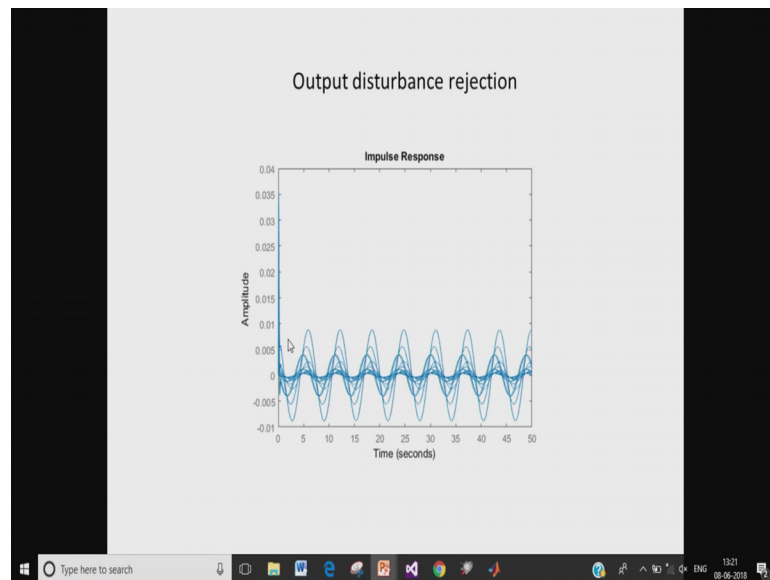 Output disturbance rejection
Impulse Response
0.04
0.035
0.03
0.025
0.02
0.015
0.01
0.005
0
-0.005
-0.01
Amplitude
0 5 10 15 20 25 30 35 40 45 50
Time (seconds)
Type here to search
ENG
13:21
08-06-2018